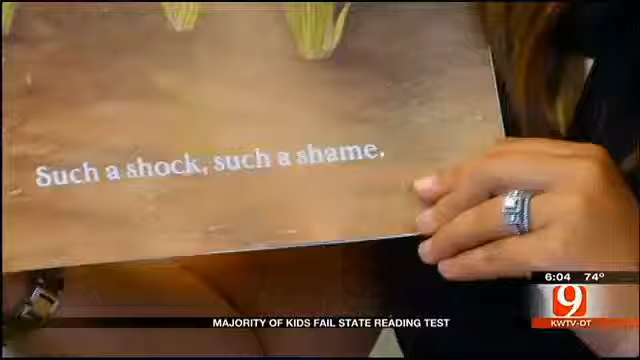 Such a shock, such a shame.
6:04 74°
9
KWTV-DT
MAJORITY OF KIDS FAIL STATE READING TEST